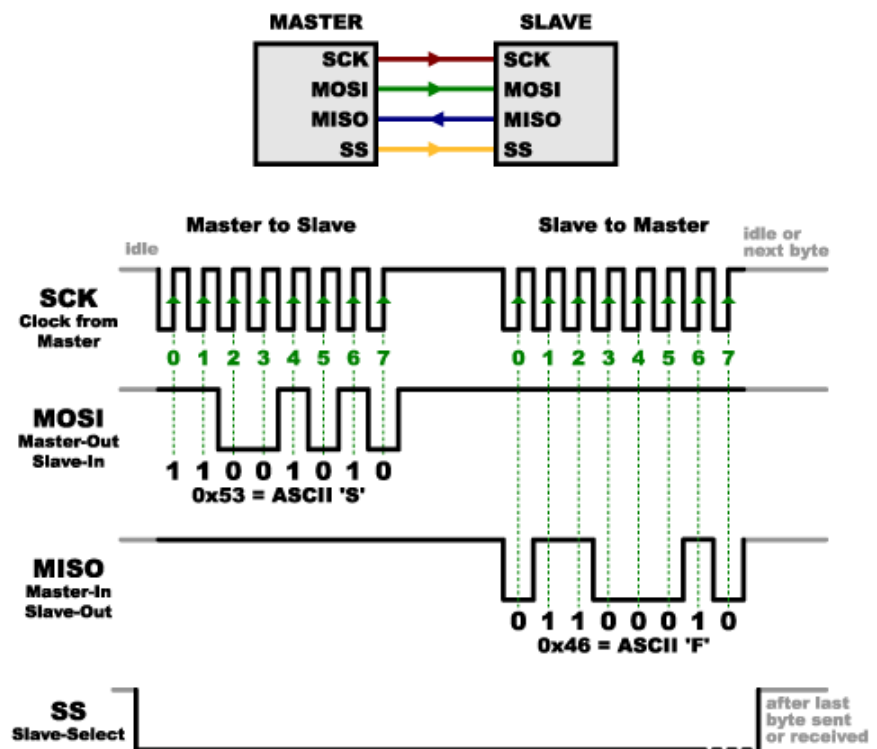 MASTER SLAVE
SCK SCK
MOSI MOSI
MISO MISO
SS SS
Master to Slave Slave to Master
idle
idle or
next byte
SCK
Clock from
Master
0 1 2 3 4 5 6 7 0 1 2 3 4 5 6 7
MOSI
Master-Out
Slave-In
1 1 0 0 1 0 1 0
0x53 = ASCII 'S'
MISO
Master-In
Slave-Out
0 1 1 0 0 0 1 0
0x46 = ASCII 'F'
SS
Slave-Select
after last
byte sent
or received